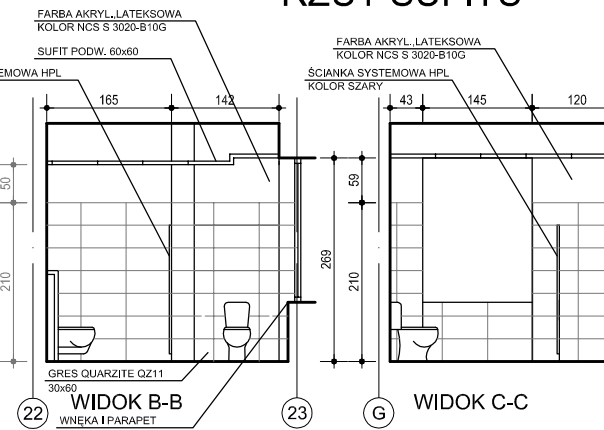 FARBA AKRYL.,LATEKSOWA
KOLOR NCS S 3020-B10G
SUFIT PODW. 60x60
EMOWA HPL
FARBA AKRYL.,LATEKSOWA
KOLOR NCS S 3020-B10G
ŚCIANKA SYSTEMOWA HPL
KOLOR SZARY
165
142
43
145
120
50
210
269
59
210
GRES QUARZITE QZ11
30x60
22
WIDOK B-B
23
G
WIDOK C-C
WNĘKA I PARAPET